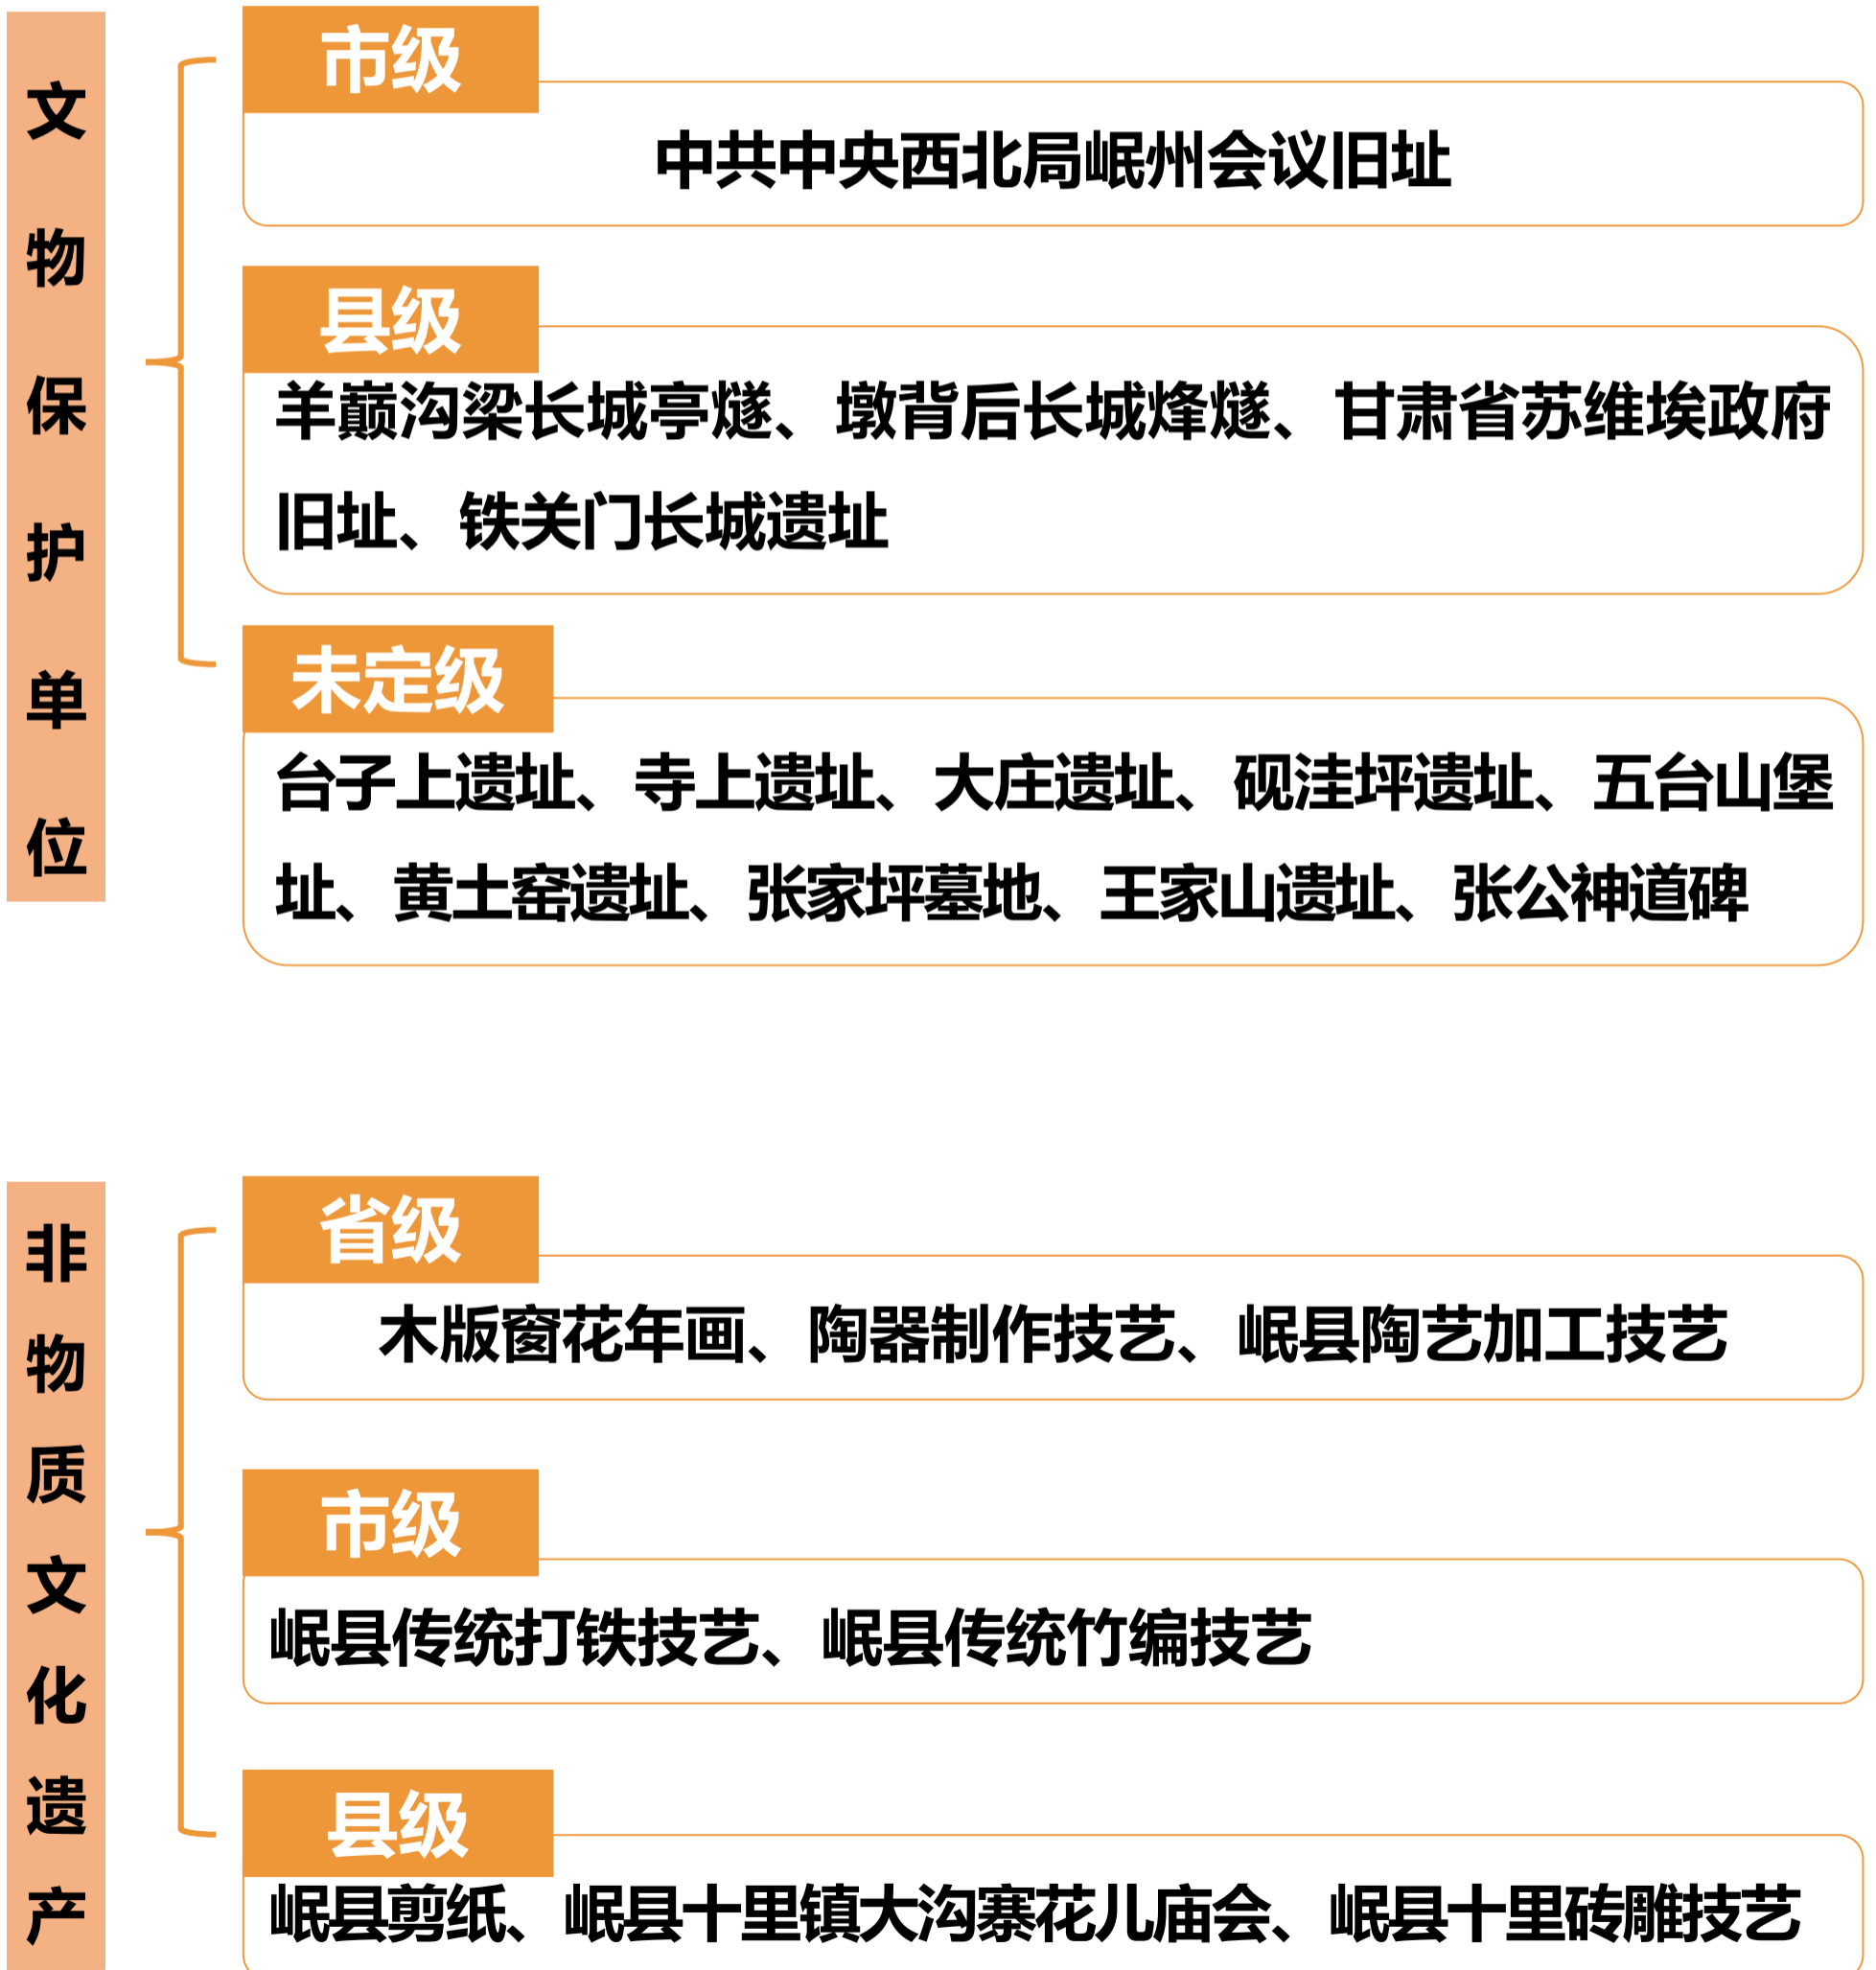 文物保护单位
市级
中共中央西北局岷州会议旧址
县级
羊巅沟梁长城亭燧、塔岔后长城烽燧、甘肃省苏维埃政府
旧址、铁关门长城遗址
未定级
台子上遗址、寺上遗址、大庄遗址、砚洼坪遗址、五台山堡
址、黄土窑遗址、张家坪墓地、王家山遗址、张公神道碑
非物质文化遗产
省级
木版窗花年画、陶器制作技艺、岷县陶艺加工技艺
市级
岷县传统打铁技艺、岷县传统竹编技艺
县级
岷县烹纸、岷县十里镇大沟寨花儿庙会、岷县十里砖雕技艺